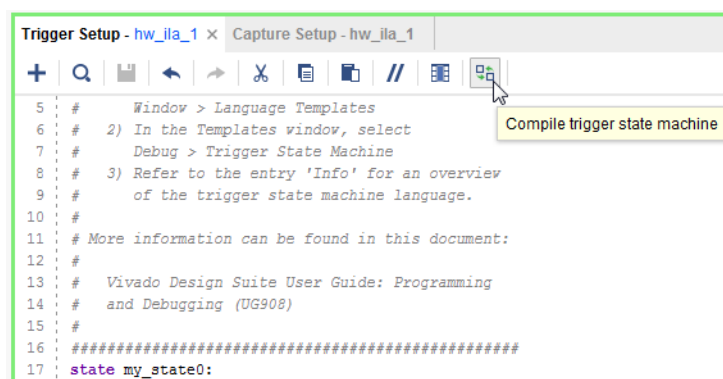 Trigger Setup - hw_ila_1 × Capture Setup - hw_ila_1
Compile trigger state machine
5 # Window > Language Templates
6 # 2) In the Templates window, select
7 # Debug > Trigger State Machine
8 # 3) Refer to the entry 'Info' for an overview
9 # of the trigger state machine language.
10 #
11 # More information can be found in this document:
12 #
13 # Vivado Design Suite User Guide: Programming
14 # and Debugging (UG908)
15 #
16 #################################################
17 state my_state0: